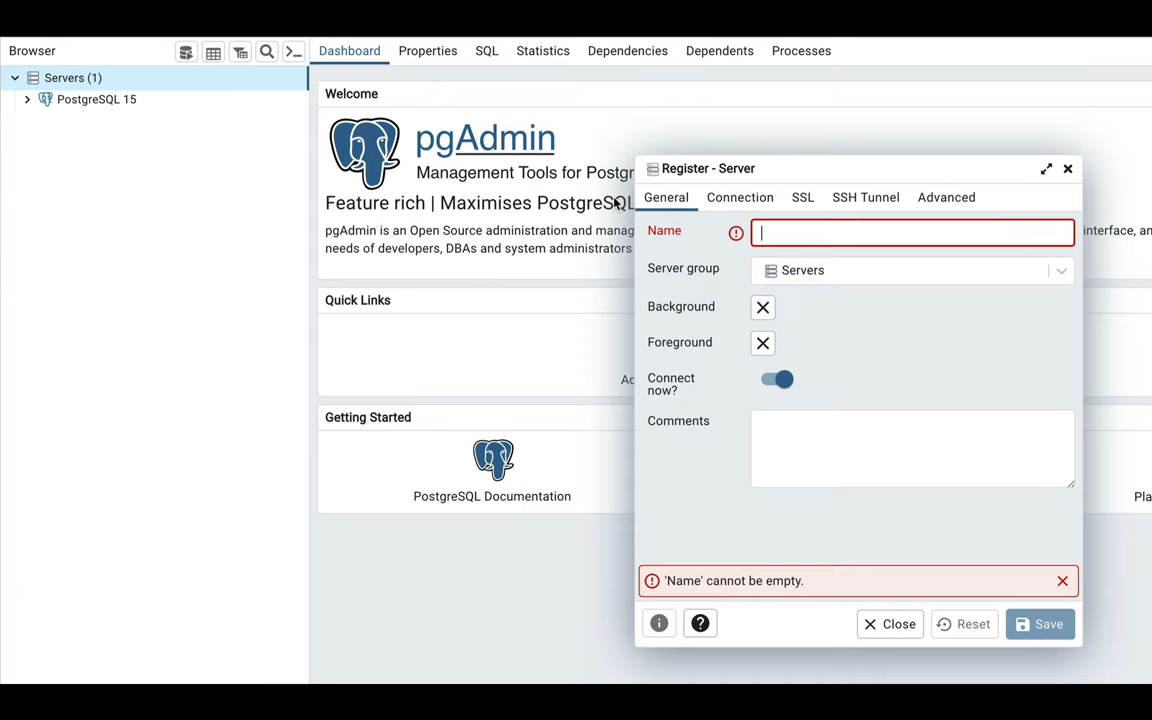 Browser
Dashboard Properties SQL Statistics Dependencies Dependents Processes
Servers (1)
PostgreSQL 15
Welcome
pgAdmin
Management Tools for Postgr
Feature rich | Maximises PostgreSQL
pgAdmin is an Open Source administration and manag
interface, an
needs of developers, DBAs and system administrators
Quick Links
Ad
Getting Started
PostgreSQL Documentation
Pla
Register - Server
General Connection SSL SSH Tunnel Advanced
Name
Server group Servers
Background
Foreground
Connect
now?
Comments
'Name' cannot be empty.
Close Reset Save